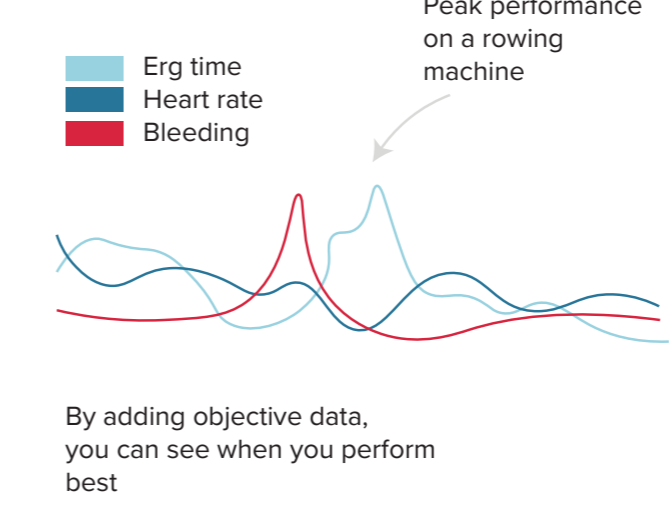 Peak performance
on a rowing
machine
Erg time
Heart rate
Bleeding
By adding objective data,
you can see when you perform
best